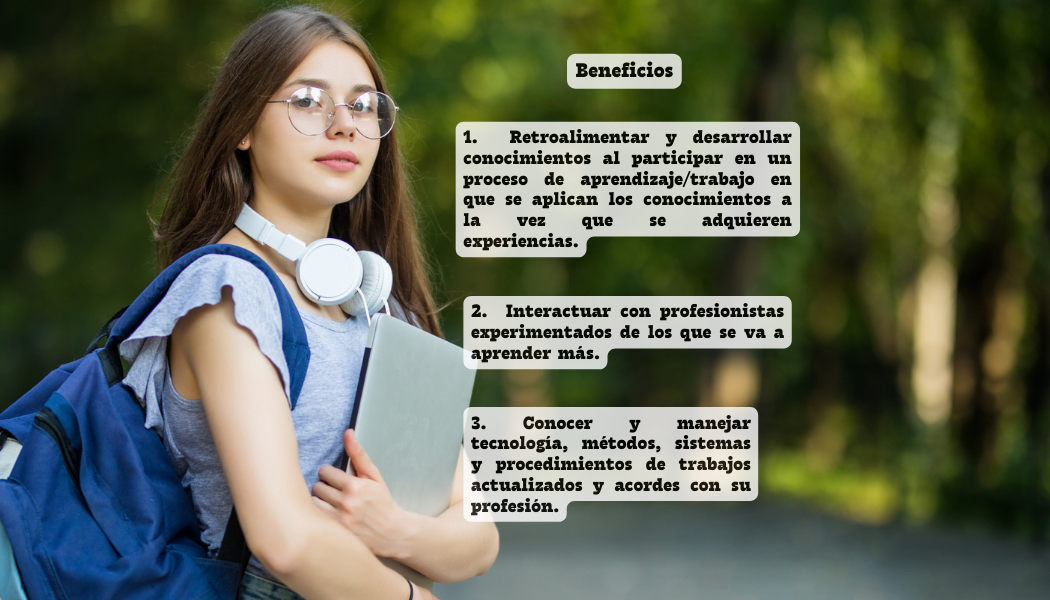 Beneficios
1. Retroalimentar y desarrollar
conocimientos al participar en un
proceso de aprendizaje/trabajo en
que se aplican los conocimientos a
la vez que se adquieren
experiencias.
2. Interactuar con profesionistas
experimentados de los que se va a
aprender más.
3. Conocer y manejar
tecnología, métodos, sistemas
y procedimientos de trabajos
actualizados y acordes con su
profesión.